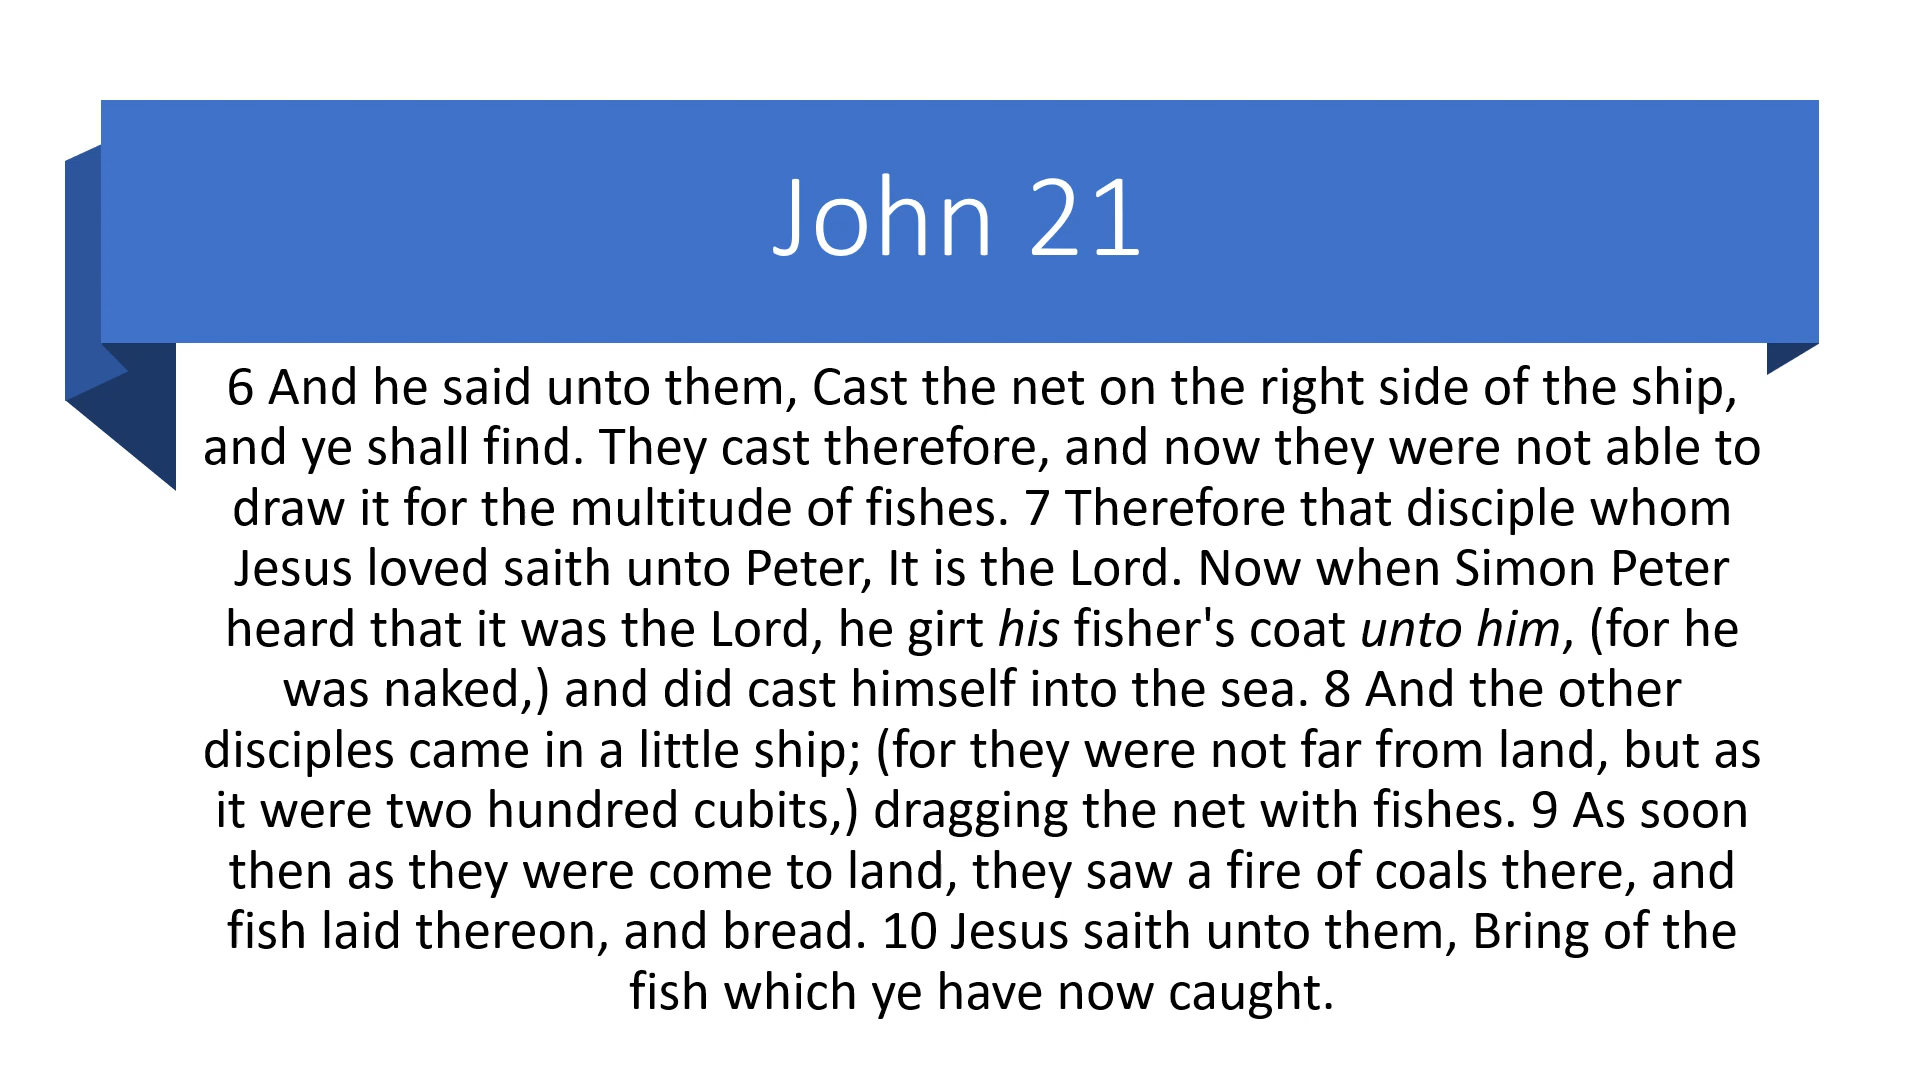 John 21
6 And he said unto them, Cast the net on the right side of the ship,
and ye shall find. They cast therefore, and now they were not able to
draw it for the multitude of fishes. 7 Therefore that disciple whom
Jesus loved saith unto Peter, It is the Lord. Now when Simon Peter
heard that it was the Lord, he girt his fisher's coat unto him, (for he
was naked,) and did cast himself into the sea. 8 And the other
disciples came in a little ship; (for they were not far from land, but as
it were two hundred cubits,) dragging the net with fishes. 9 As soon
then as they were come to land, they saw a fire of coals there, and
fish laid thereon, and bread. 10 Jesus saith unto them, Bring of the
fish which ye have now caught.